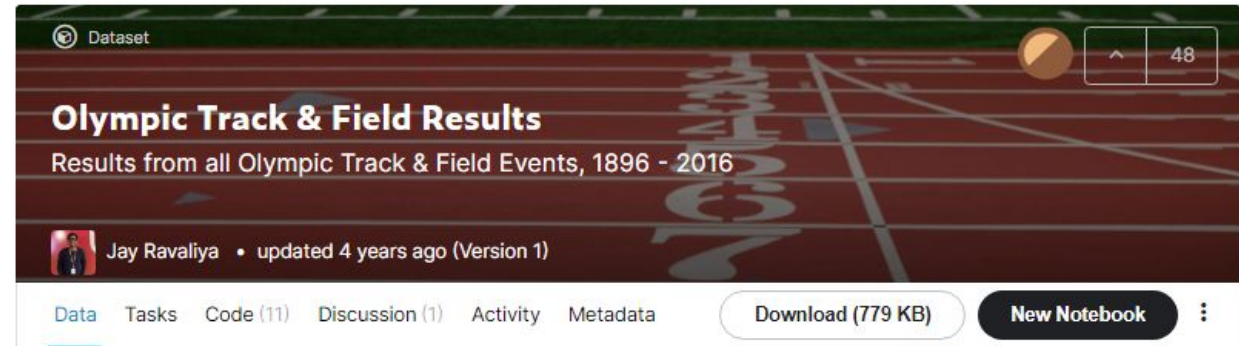 Dataset
48
Olympic Track & Field Results
Results from all Olympic Track & Field Events, 1896 - 2016
Jay Ravaliya • updated 4 years ago (Version 1)
Data Tasks Code (11) Discussion (1) Activity Metadata Download (779 KB) New Notebook